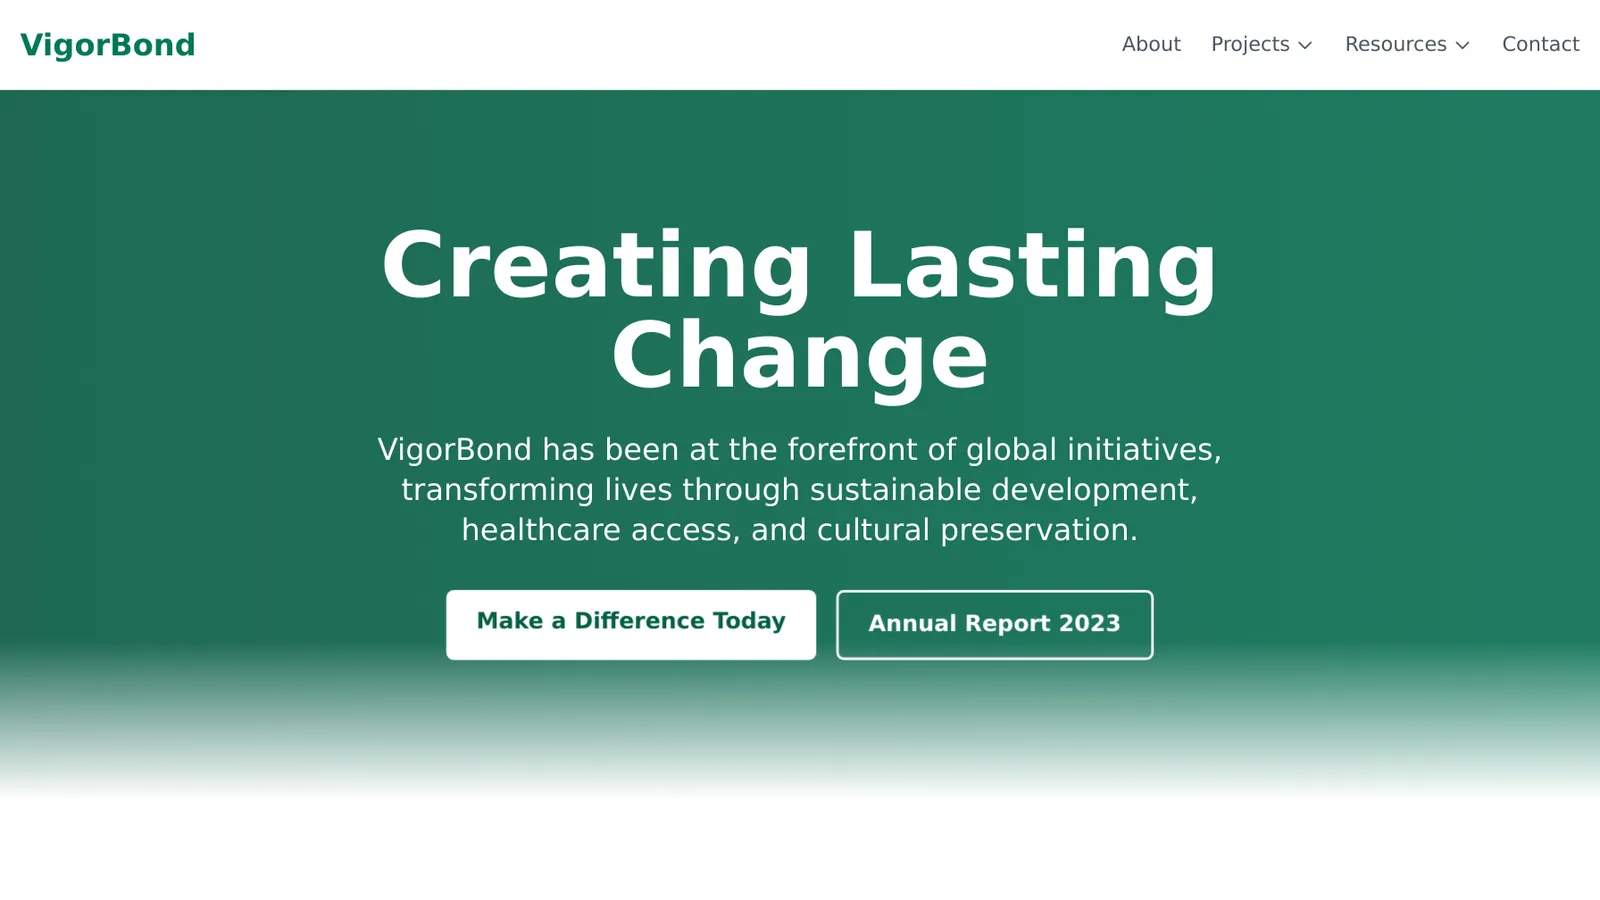 VigorBond
About
Projects
Resources
Contact
Creating Lasting
Change
VigorBond has been at the forefront of global initiatives,
transforming lives through sustainable development,
healthcare access, and cultural preservation.
Make a Difference Today
Annual Report 2023